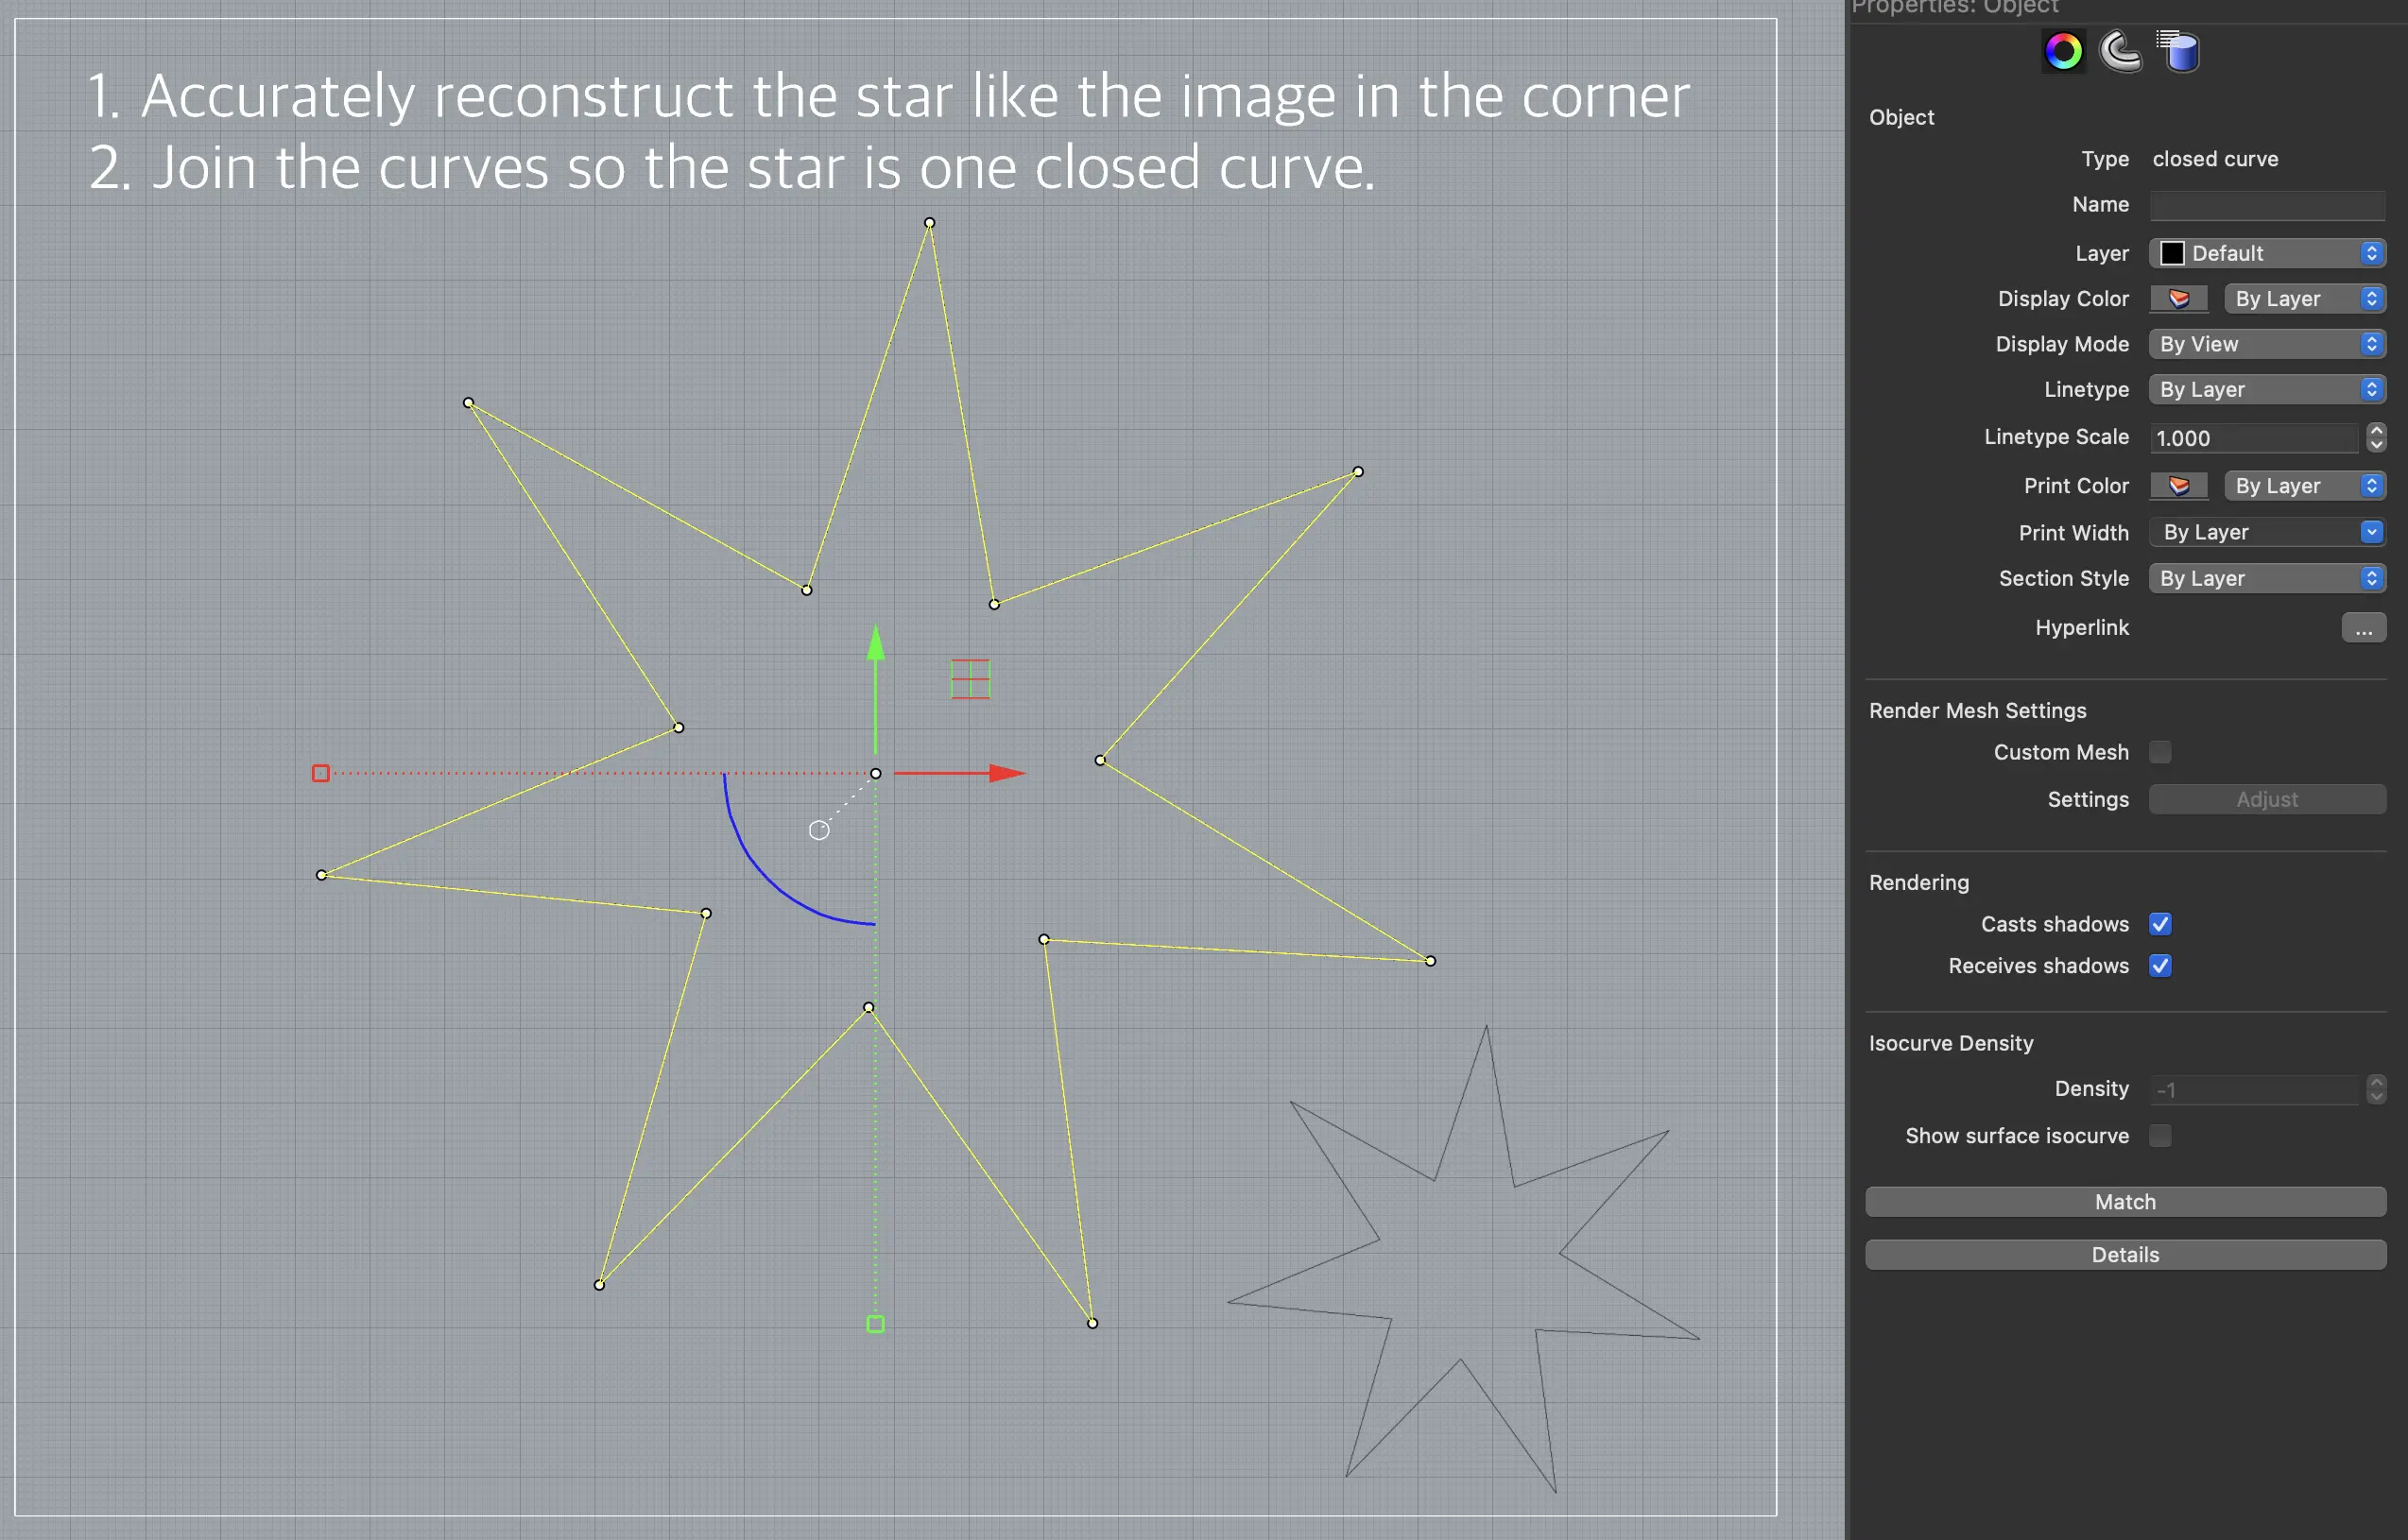 Properties: Object
1. Accurately reconstruct the star like the image in the corner
2. Join the curves so the star is one closed curve.
Object
Type closed curve
Name
Layer Default
Display Color By Layer
Display Mode By View
Linetype By Layer
Linetype Scale 1.000
Print Color By Layer
Print Width By Layer
Section Style By Layer
Hyperlink ...
Render Mesh Settings
Custom Mesh
Settings Adjust
Rendering
Casts shadows
Receives shadows
Isocurve Density
Density -1
Show surface isocurve
Match
Details